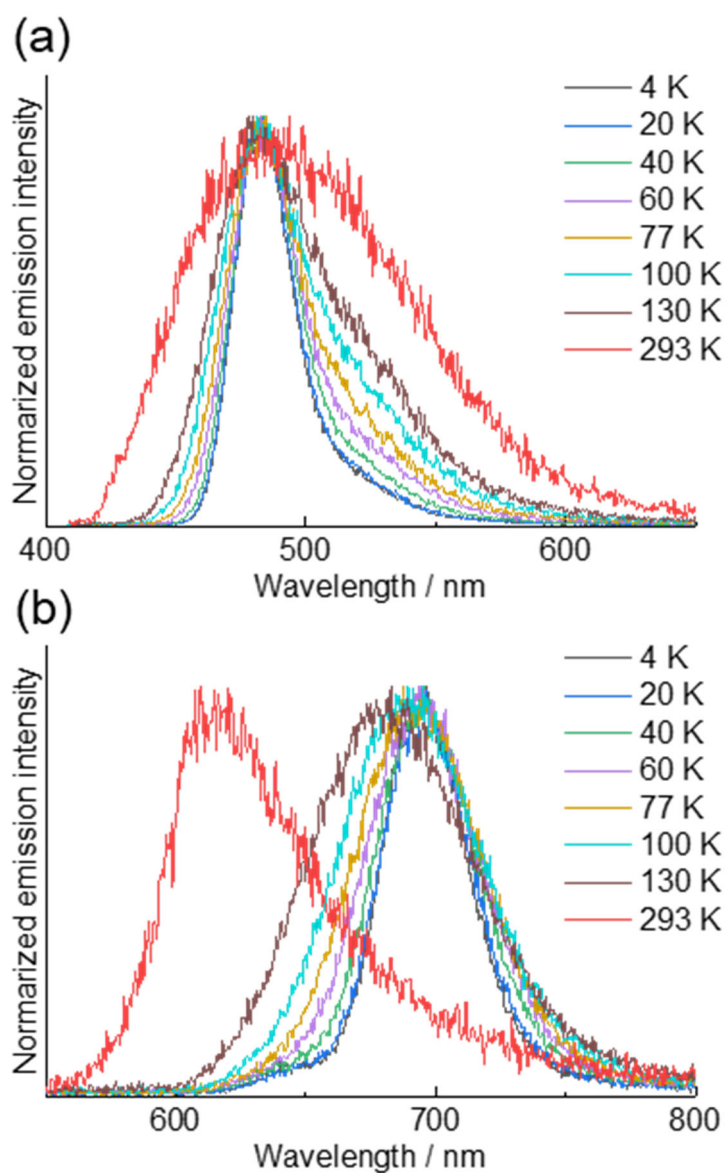 (a)
Normarized emission intensity
4 K
20 K
40 K
60 K
77 K
100 K
130 K
293 K
400
500
600
Wavelength / nm
(b)
Normarized emission intensity
4 K
20 K
40 K
60 K
77 K
100 K
130 K
293 K
600
700
800
Wavelength / nm